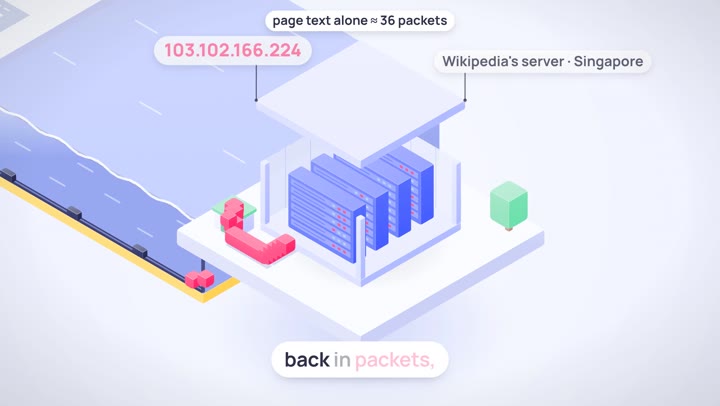 page text alone ≈ 36 packets
103.102.166.224
Wikipedia's server · Singapore
back in packets,